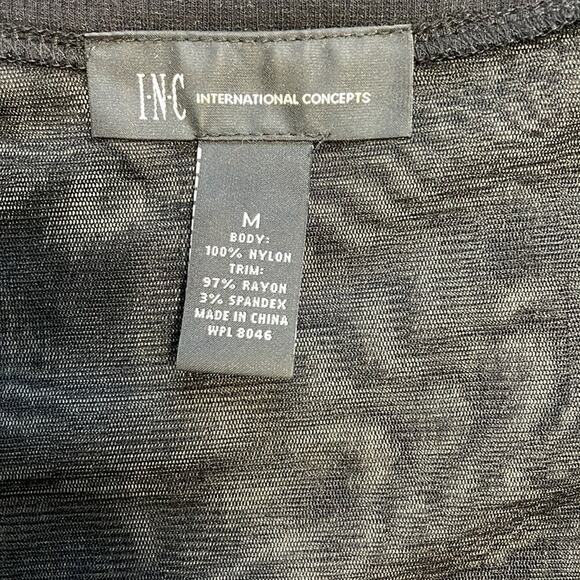 I·N·C INTERNATIONAL CONCEPTS
M
BODY:
100% NYLON
TRIM:
97% RAYON
3% SPANDEX
MADE IN CHINA
WPL 8046